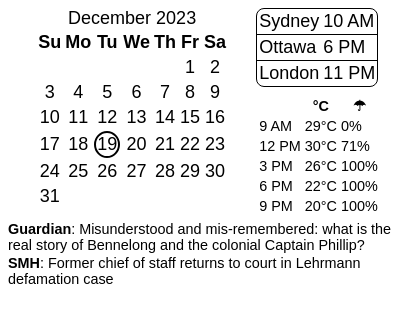 December 2023
Su Mo Tu We Th Fr Sa
1 2
3 4 5 6 7 8 9
10 11 12 13 14 15 16
17 18 19 20 21 22 23
24 25 26 27 28 29 30
31
Sydney 10 AM
Ottawa 6 PM
London 11 PM
°C ☂
9 AM 29°C 0%
12 PM 30°C 71%
3 PM 26°C 100%
6 PM 22°C 100%
9 PM 20°C 100%
Guardian: Misunderstood and mis-remembered: what is the
real story of Bennelong and the colonial Captain Phillip?
SMH: Former chief of staff returns to court in Lehrmann
defamation case